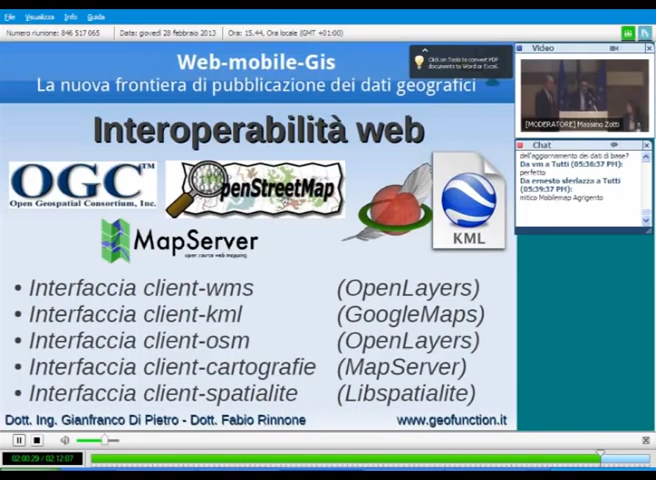 File Visualizza Info Guida
Numero riunione: 846 517 065 Data: giovedì 28 febbraio 2013 Ora: 15.44, Ora locale (GMT +01:00)
Web-mobile-Gis
La nuova frontiera di pubblicazione dei dati geografici
Click on Tools to convert PDF
documents to Word or Excel.
Interoperabilità web
OGC TM
Open Geospatial Consortium, Inc.
OpenStreetMap
KML
MapServer
open source web mapping
• Interfaccia client-wms (OpenLayers)
• Interfaccia client-kml (GoogleMaps)
• Interfaccia client-osm (OpenLayers)
• Interfaccia client-cartografie (MapServer)
• Interfaccia client-spatialite (Libspatialite)
Dott. Ing. Gianfranco Di Pietro - Dott. Fabio Rinnone www.geofunction.it
Video
[MODERATORE] Massimo Zotti
Chat
dell'aggiornamento dei dati di base?
Da vm a Tutti (05:36:37 PM):
perfetto
Da ernesto sferlazza a Tutti
(05:39:37 PM):
mitico Mobilemap Agrigento
02:00:29 / 02:12:07